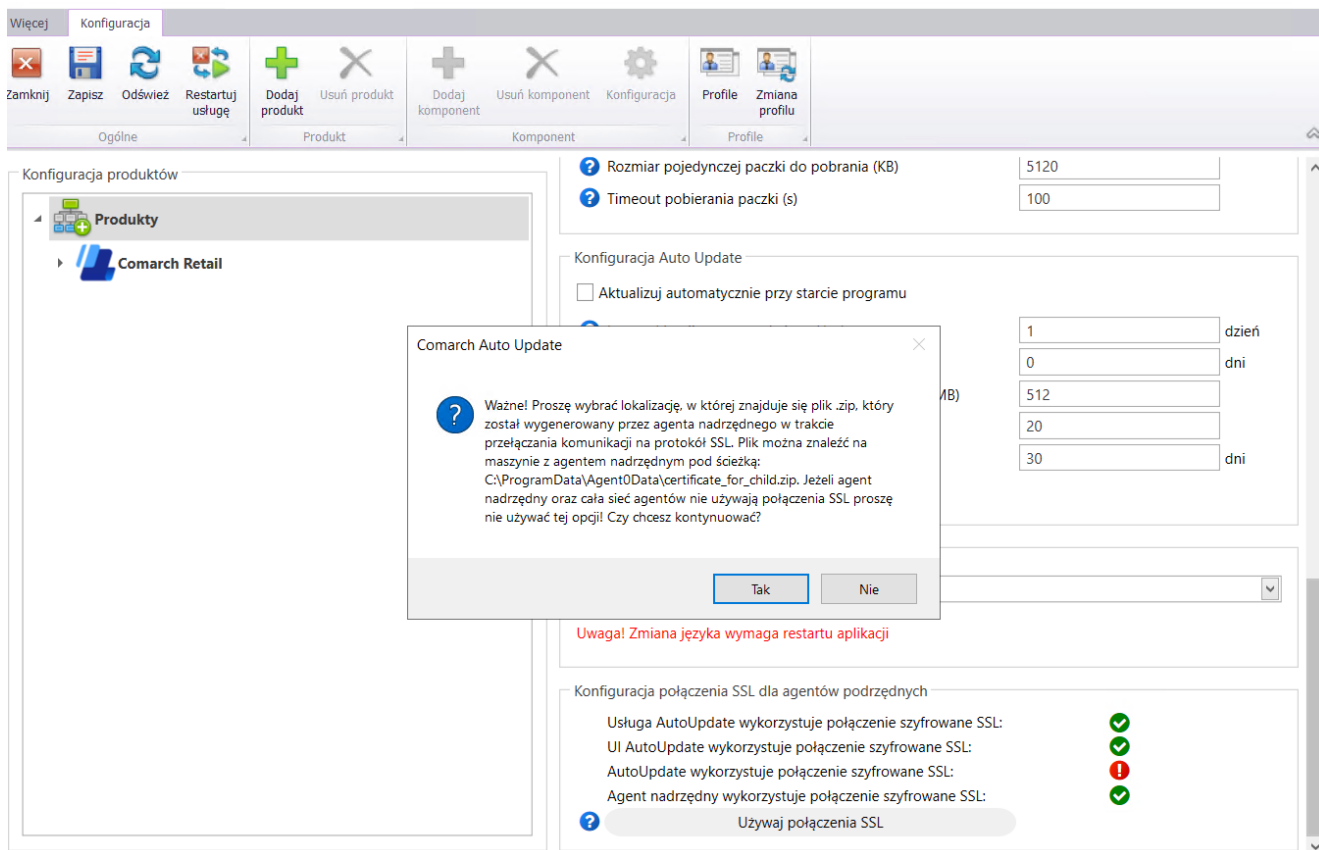 Więcej
Konfiguracja
Zamknij
Zapisz
Odśwież
Restartuj usługę
Dodaj produkt
Usuń produkt
Dodaj komponent
Usuń komponent
Konfiguracja
Profile
Zmiana profilu
Ogólne
Produkt
Komponent
Profile
Konfiguracja produktów
Produkty
Comarch Retail
Rozmiar pojedynczej paczki do pobrania (KB)
5120
Timeout pobierania paczki (s)
100
Konfiguracja Auto Update
Aktualizuj automatycznie przy starcie programu
1
dzień
0
dni
MB)
512
20
30
dni
Comarch Auto Update
Ważne! Proszę wybrać lokalizację, w której znajduje się plik .zip, który
został wygenerowany przez agenta nadrzędnego w trakcie
przełączania komunikacji na protokół SSL. Plik można znaleźć na
maszynie z agentem nadrzędnym pod ścieżką:
C:\ProgramData\Agent0Data\certificate_for_child.zip. Jeżeli agent
nadrzędny oraz cała sieć agentów nie używają połączenia SSL proszę
nie używać tej opcji! Czy chcesz kontynuować?
Tak
Nie
Uwaga! Zmiana języka wymaga restartu aplikacji
Konfiguracja połączenia SSL dla agentów podrzędnych
Usługa AutoUpdate wykorzystuje połączenie szyfrowane SSL:
UI AutoUpdate wykorzystuje połączenie szyfrowane SSL:
AutoUpdate wykorzystuje połączenie szyfrowane SSL:
Agent nadrzędny wykorzystuje połączenie szyfrowane SSL:
Używaj połączenia SSL